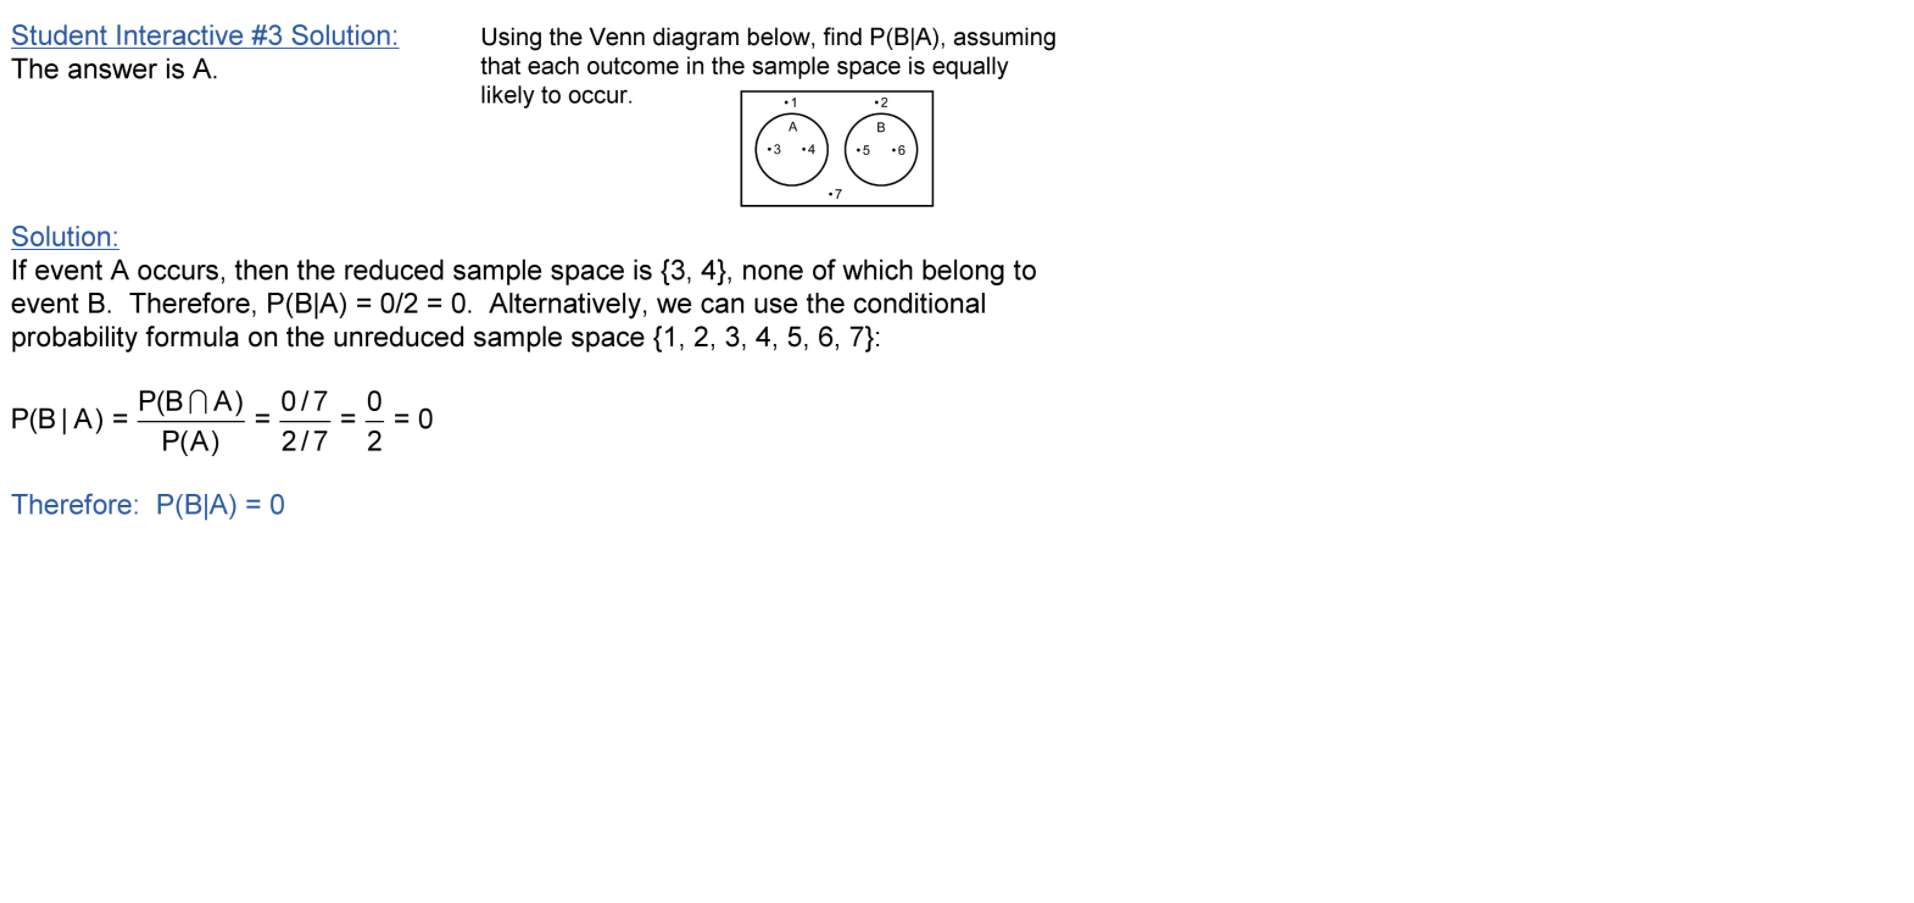 Student Interactive #3 Solution:
The answer is A.
Using the Venn diagram below, find P(B|A), assuming
that each outcome in the sample space is equally
likely to occur.
•1 •2
A B
•3 •4 •5 •6
•7
Solution:
If event A occurs, then the reduced sample space is {3, 4}, none of which belong to
event B.  Therefore, P(B|A) = 0/2 = 0.  Alternatively, we can use the conditional
probability formula on the unreduced sample space {1, 2, 3, 4, 5, 6, 7}:
P(B | A) = P(B ⋂ A) / P(A) = 0 / 7 / 2 / 7 = 0 / 2 = 0
Therefore:  P(B|A) = 0